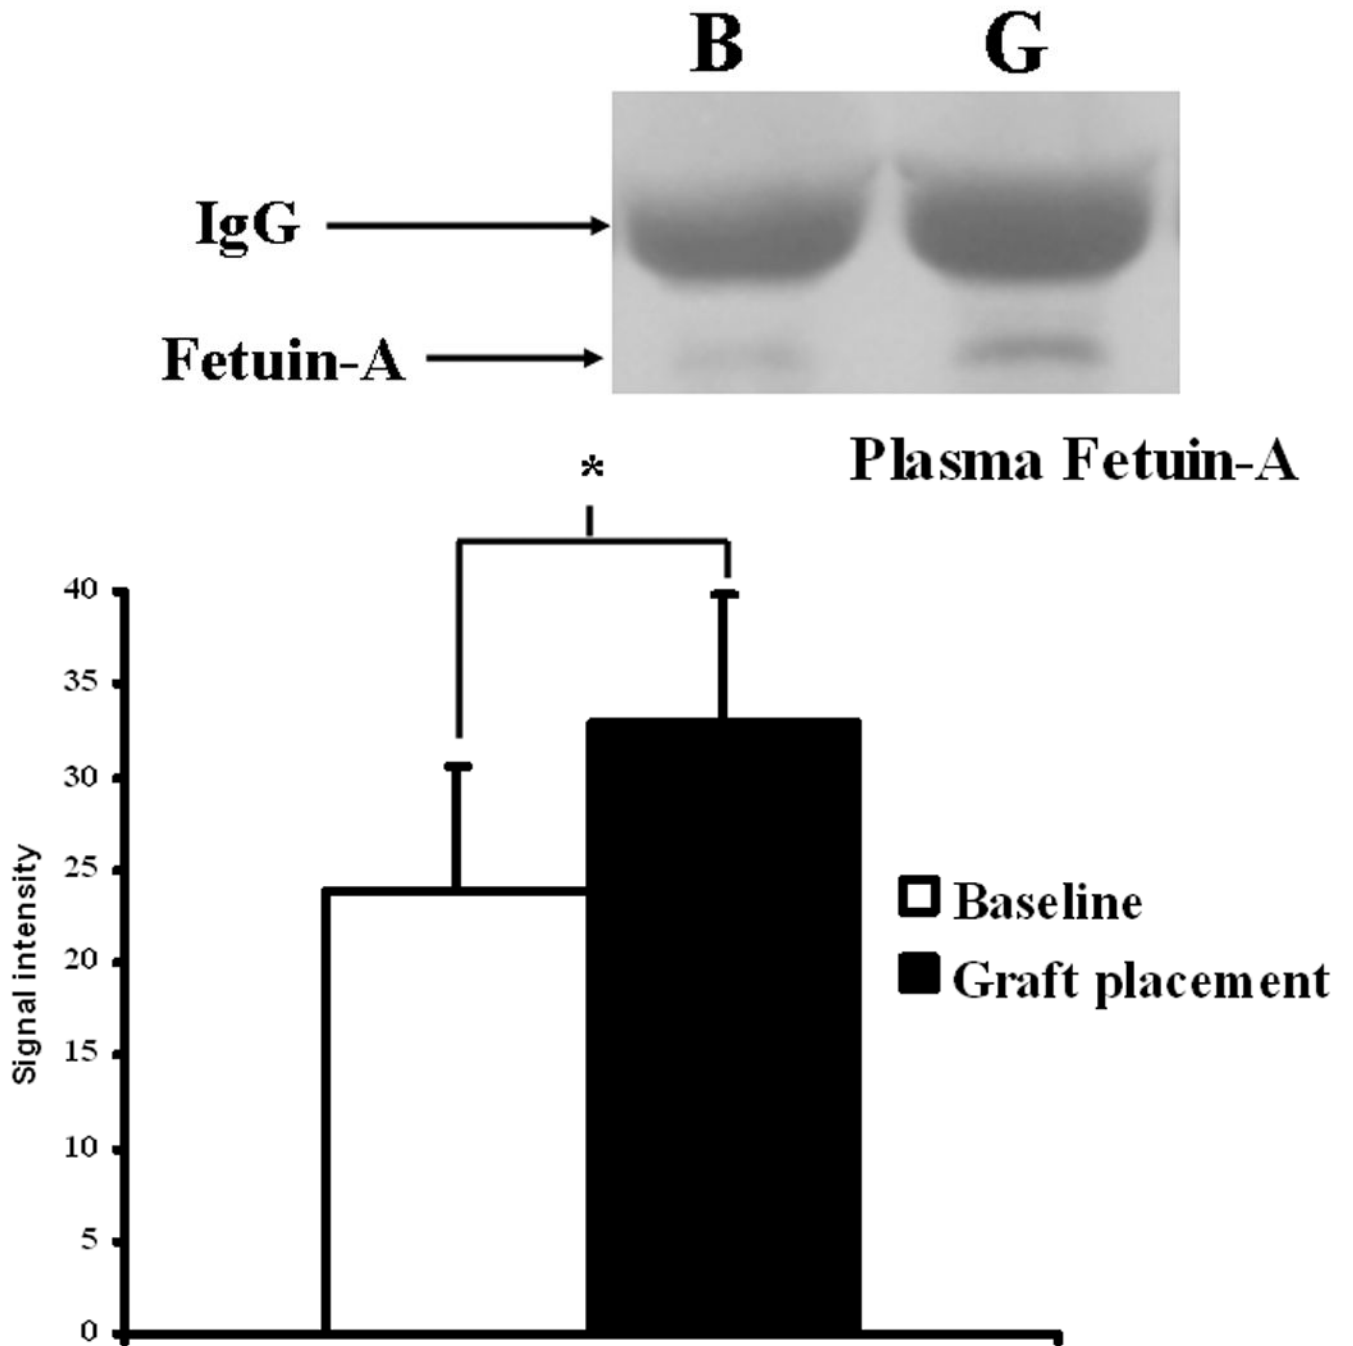 B G
IgG
Fetuin-A
Plasma Fetuin-A
*
40
35
30
25
20
15
10
5
0
Signal intensity
Baseline
Graft placement